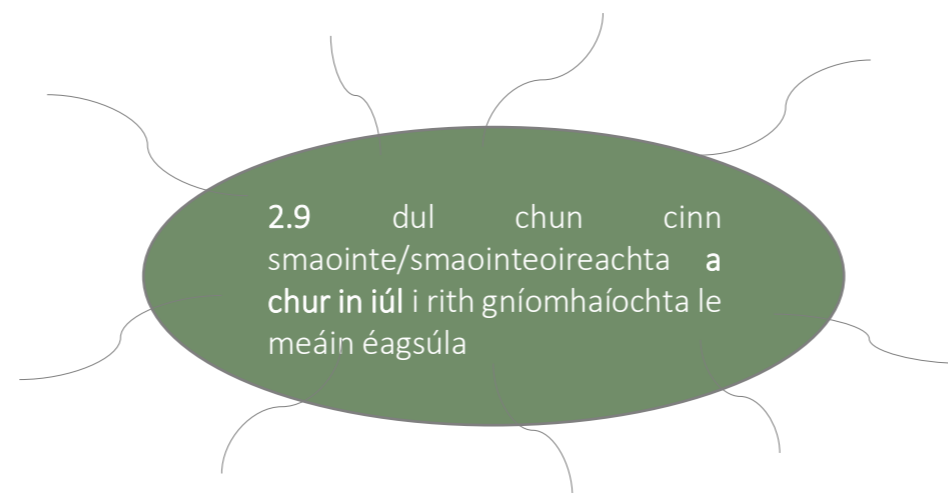 2.9 dul chun cinn
smaointe/smaointeoireachta a
chur in iúl i rith gníomhaíochta le
meáin éagsúla